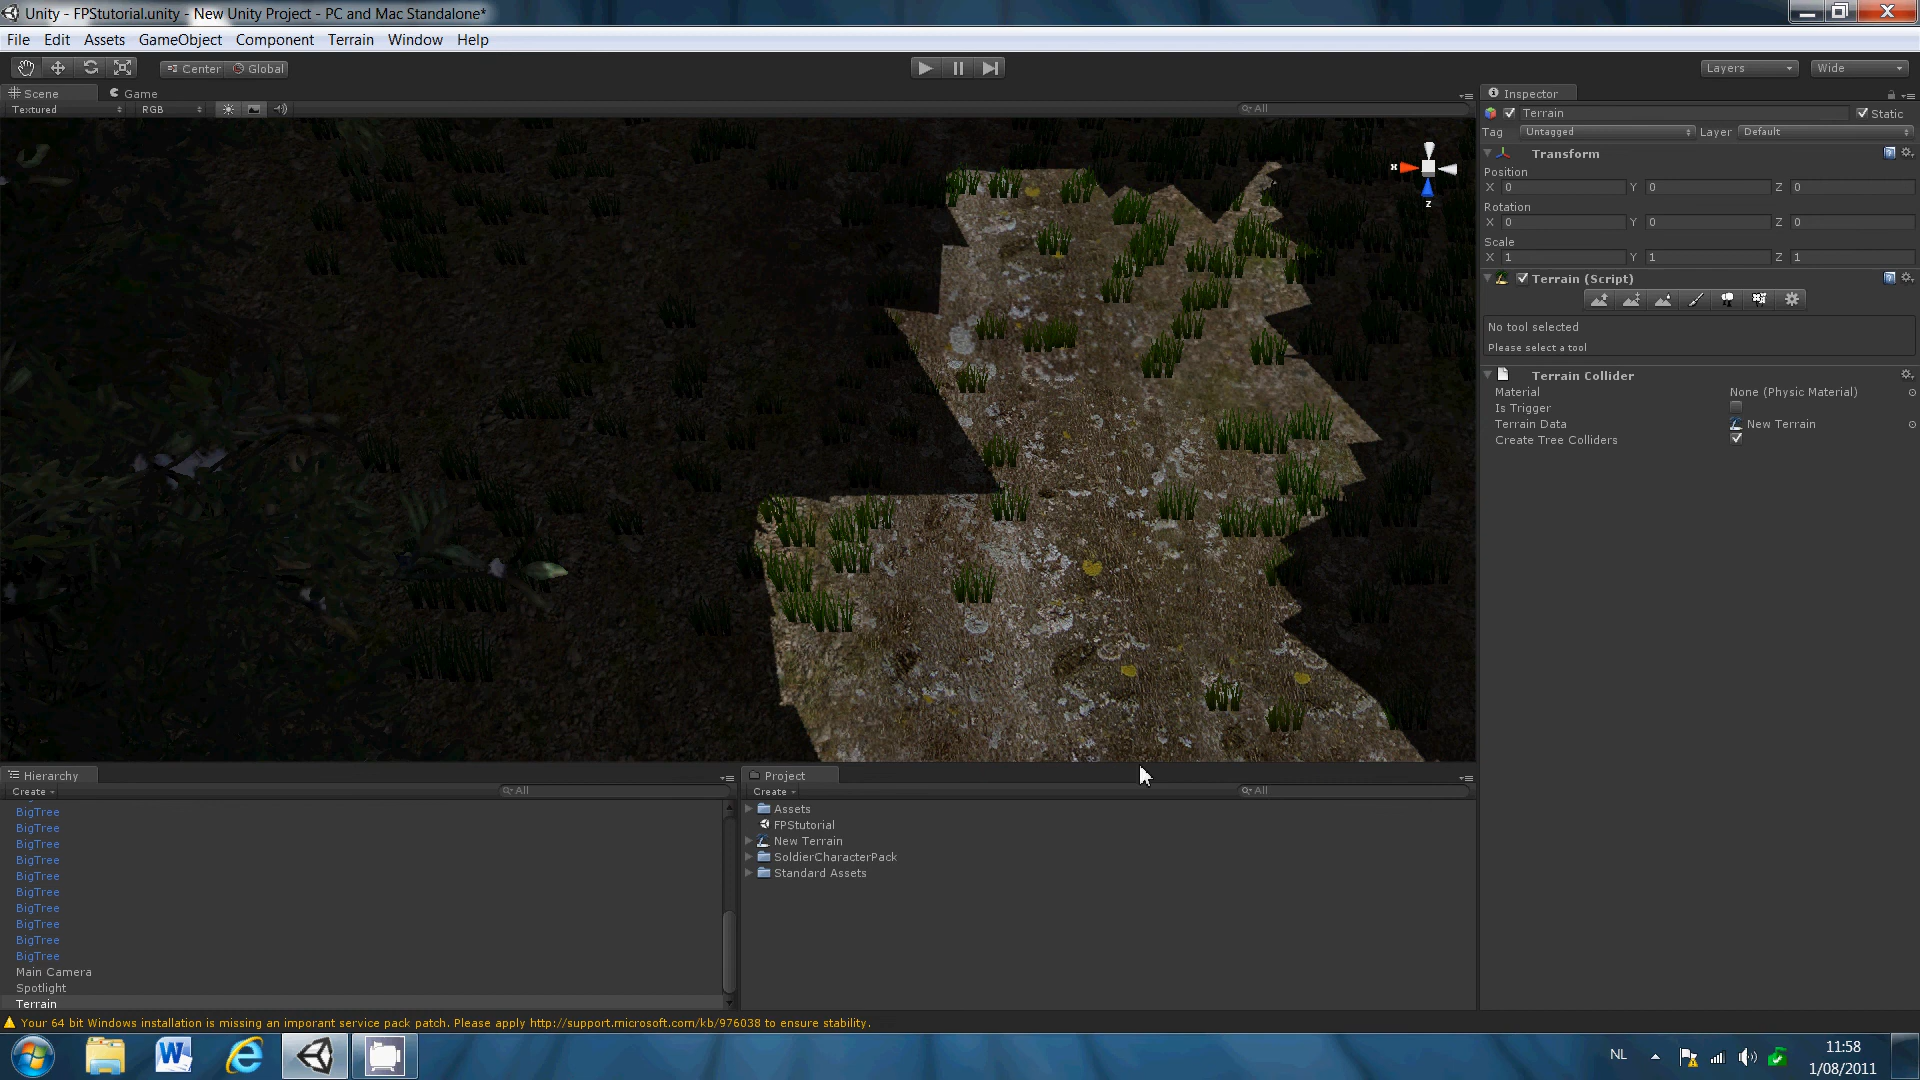 Unity - FPStutorial.unity - New Unity Project - PC and Mac Standalone*
File Edit Assets GameObject Component Terrain Window Help
Center Global Layers Wide
Scene Game
Textured RGB All
x
z
Inspector
Terrain Static
Tag Untagged Layer Default
Transform
Position
X 0 Y 0 Z 0
Rotation
X 0 Y 0 Z 0
Scale
X 1 Y 1 Z 1
Terrain (Script)
No tool selected
Please select a tool
Terrain Collider
Material None (Physic Material)
Is Trigger
Terrain Data New Terrain
Create Tree Colliders
Hierarchy
Create All
BigTree
BigTree
BigTree
BigTree
BigTree
BigTree
BigTree
BigTree
BigTree
BigTree
Main Camera
Spotlight
Terrain
Project
Create All
Assets
FPStutorial
New Terrain
SoldierCharacterPack
Standard Assets
Your 64 bit Windows installation is missing an imporant service pack patch. Please apply http://support.microsoft.com/kb/976038 to ensure stability.
NL
11:58
1/08/2011